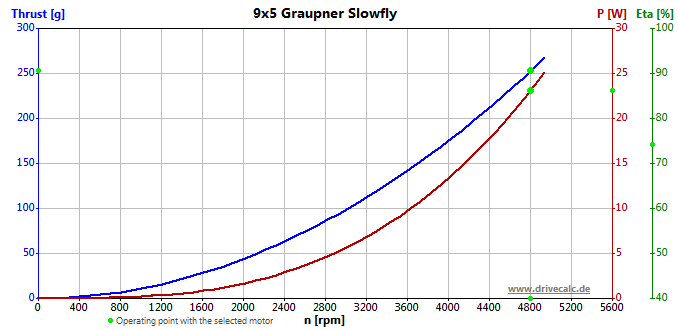 Thrust [g] 9x5 Graupner Slowfly P [W] Eta [%]
300 30 100
250 25 90
200 20 80
150 15 70
100 10 60
50 5 50
0 0 40
www.drivecalc.de
0 400 800 1200 1600 2000 2400 2800 3200 3600 4000 4400 4800 5200 5600
Operating point with the selected motor n [rpm]